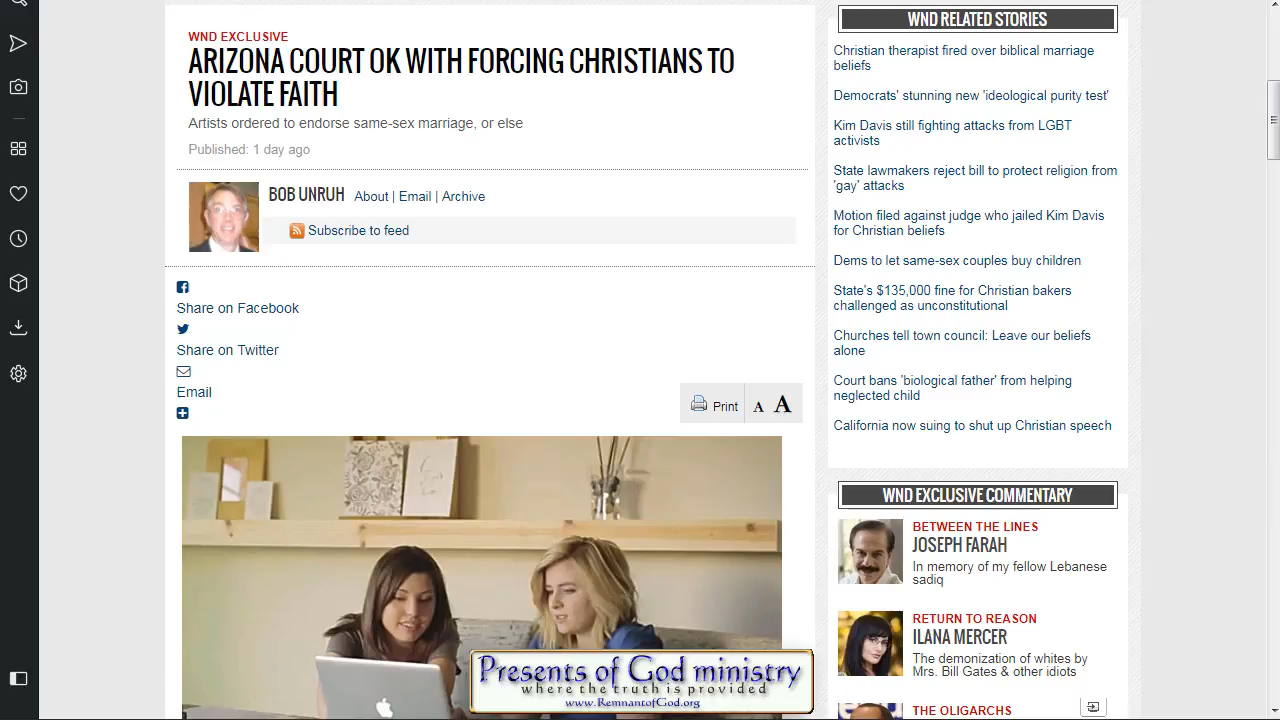 WND EXCLUSIVE
ARIZONA COURT OK WITH FORCING CHRISTIANS TO
VIOLATE FAITH
Artists ordered to endorse same-sex marriage, or else
Published: 1 day ago
BOB UNRUH About | Email | Archive
Subscribe to feed
Share on Facebook
Share on Twitter
Email
Print A A
WND RELATED STORIES
Christian therapist fired over biblical marriage
beliefs
Democrats' stunning new 'ideological purity test'
Kim Davis still fighting attacks from LGBT
activists
State lawmakers reject bill to protect religion from
'gay' attacks
Motion filed against judge who jailed Kim Davis
for Christian beliefs
Dems to let same-sex couples buy children
State's $135,000 fine for Christian bakers
challenged as unconstitutional
Churches tell town council: Leave our beliefs
alone
Court bans 'biological father' from helping
neglected child
California now suing to shut up Christian speech
WND EXCLUSIVE COMMENTARY
BETWEEN THE LINES
JOSEPH FARAH
In memory of my fellow Lebanese
sadiq
RETURN TO REASON
ILANA MERCER
The demonization of whites by
Mrs. Bill Gates & other idiots
THE OLIGARCHS
Presents of God ministry
where the truth is provided
www.RemnantofGod.org